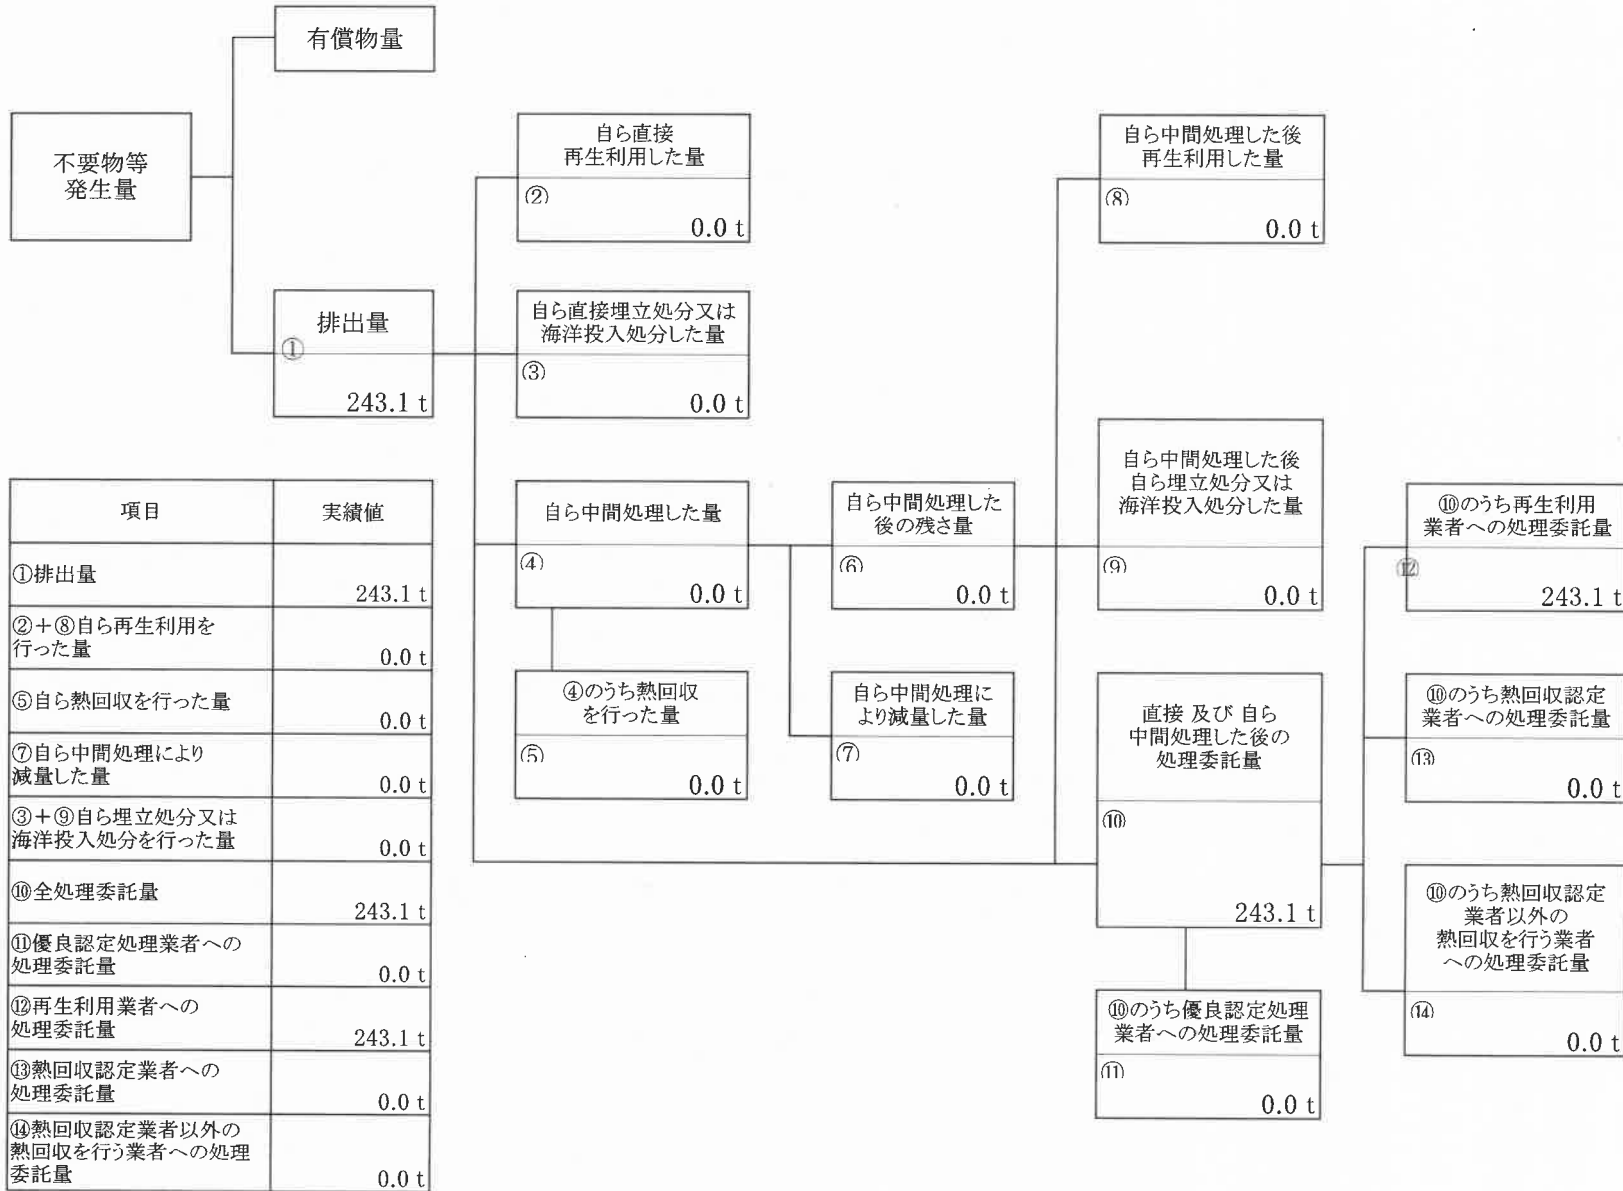 有償物量
不要物等
発生量
排出量
①
243.1 t
自ら直接
再生利用した量
②
0.0 t
自ら直接埋立処分又は
海洋投入処分した量
③
0.0 t
自ら中間処理した量
④
0.0 t
④のうち熱回収
を行った量
⑤
0.0 t
自ら中間処理した
後の残さ量
⑥
0.0 t
自ら中間処理に
より減量した量
⑦
0.0 t
自ら中間処理した後
再生利用した量
⑧
0.0 t
自ら中間処理した後
自ら埋立処分又は
海洋投入処分した量
⑨
0.0 t
直接 及び 自ら
中間処理した後の
処理委託量
⑩
243.1 t
⑩のうち優良認定処理
業者への処理委託量
⑪
0.0 t
⑩のうち再生利用
業者への処理委託量
⑫
243.1 t
⑩のうち熱回収認定
業者への処理委託量
⑬
0.0 t
⑩のうち熱回収認定
業者以外の
熱回収を行う業者
への処理委託量
⑭
0.0 t
項目 実績値
①排出量
243.1 t
②＋⑧自ら再生利用を
行った量
0.0 t
⑤自ら熱回収を行った量
0.0 t
⑦自ら中間処理により
減量した量
0.0 t
③＋⑨自ら埋立処分又は
海洋投入処分を行った量
0.0 t
⑩全処理委託量
243.1 t
⑪優良認定処理業者への
処理委託量
0.0 t
⑫再生利用業者への
処理委託量
243.1 t
⑬熱回収認定業者への
処理委託量
0.0 t
⑭熱回収認定業者以外の
熱回収を行う業者への処理
委託量
0.0 t